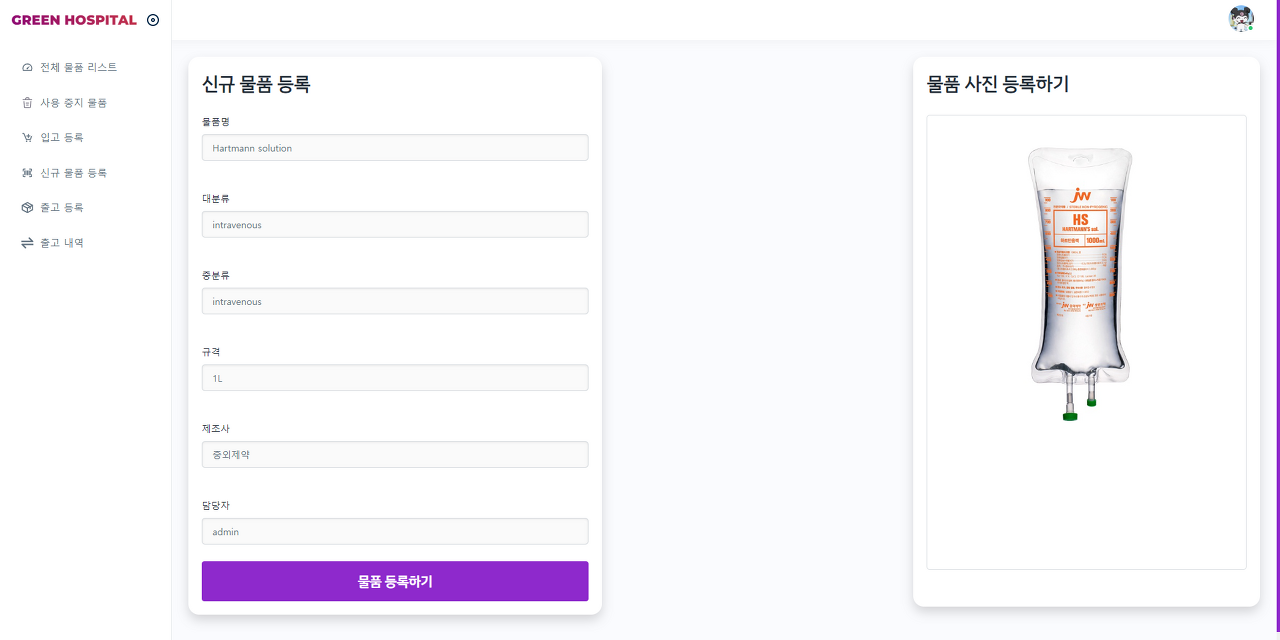 GREEN HOSPITAL
전체 물품 리스트
사용 중지 물품
입고 등록
신규 물품 등록
출고 등록
출고 내역
신규 물품 등록
물품명
Hartmann solution
대분류
intravenous
중분류
intravenous
규격
1L
제조사
중외제약
담당자
admin
물품 등록하기
물품 사진 등록하기
JW
HS
HARTMANN'S sol.
1000mL